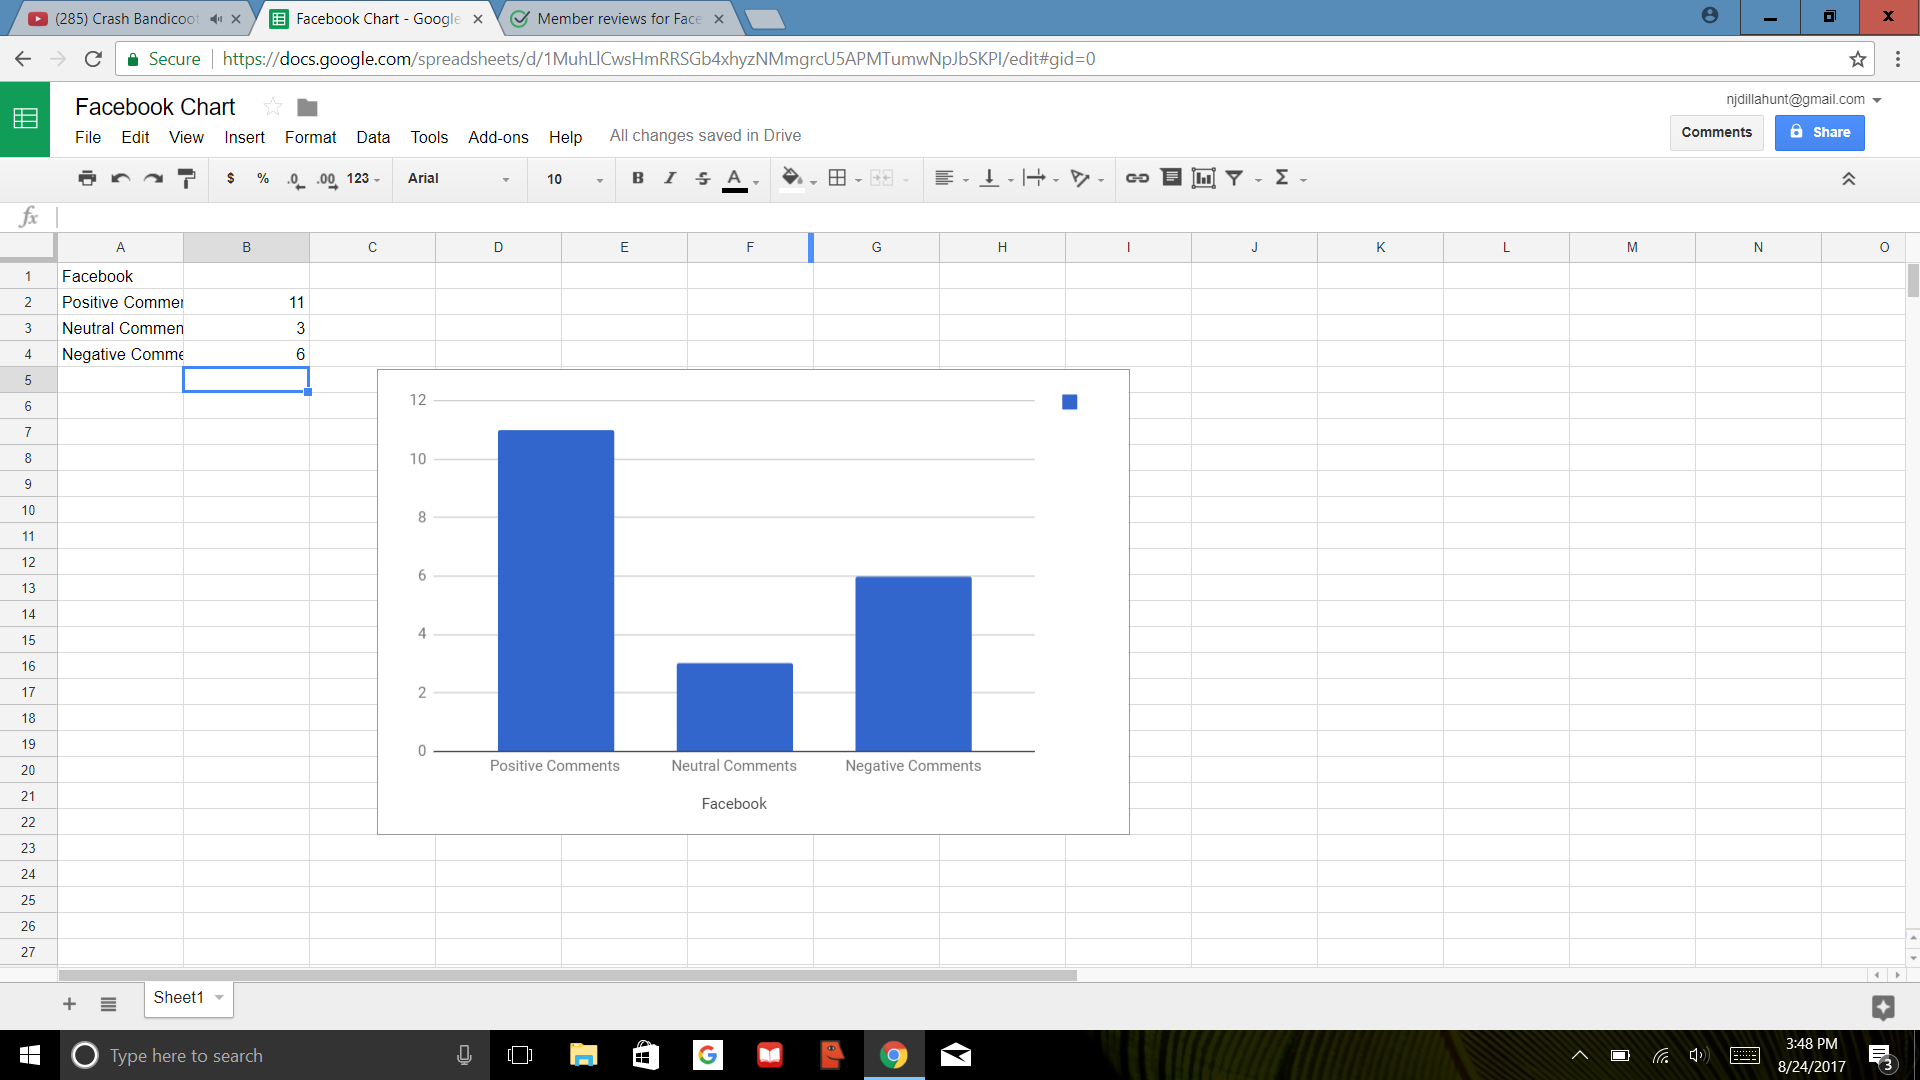 (285) Crash Bandicoot
Facebook Chart - Google
Member reviews for Face
Secure
https://docs.google.com/spreadsheets/d/1MuhLlCwsHmRRSGb4xhyzNMmgrcU5APMTumwNpJbSKPI/edit#gid=0
Facebook Chart
njdillahunt@gmail.com
File Edit View Insert Format Data Tools Add-ons Help All changes saved in Drive
Comments
Share
$ % .0 .00 123 Arial 10 B I S A Σ
fx
A B C D E F G H I J K L M N O
1 Facebook
2 Positive Commen 11
3 Neutral Commen 3
4 Negative Comme 6
5
6
7
8
9
10
11
12
13
14
15
16
17
18
19
20
21
22
23
24
25
26
27
12
10
8
6
4
2
0
Positive Comments Neutral Comments Negative Comments
Facebook
Sheet1
Type here to search
3:48 PM
8/24/2017
3